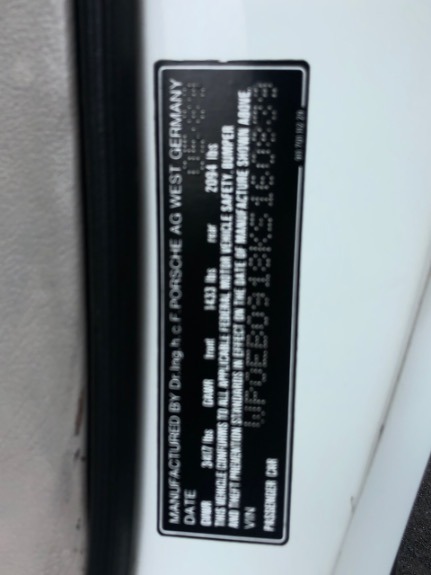 MANUFACTURED BY Dr.Ing.h.c F. PORSCHE AG WEST GERMANY
DATE
GVWR 3417 lbs GAWR front 1433 lbs rear 2094 lbs
THIS VEHICLE CONFORMS TO ALL APPLICABLE FEDERAL MOTOR VEHICLE SAFETY, BUMPER
AND THEFT PREVENTION STANDARDS IN EFFECT ON THE DATE OF MANUFACTURE SHOWN ABOVE.
VIN WP0EB0918KS160839
PASSENGER CAR